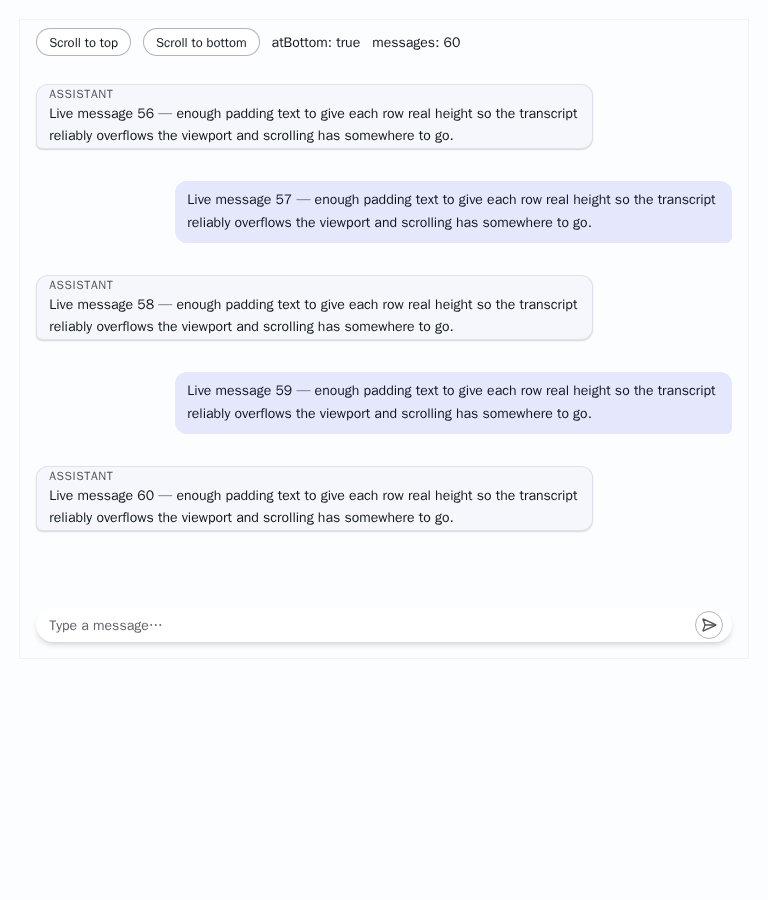 Scroll to top Scroll to bottom atBottom: true messages: 60
ASSISTANT
Live message 56 — enough padding text to give each row real height so the transcript
reliably overflows the viewport and scrolling has somewhere to go.
Live message 57 — enough padding text to give each row real height so the transcript
reliably overflows the viewport and scrolling has somewhere to go.
ASSISTANT
Live message 58 — enough padding text to give each row real height so the transcript
reliably overflows the viewport and scrolling has somewhere to go.
Live message 59 — enough padding text to give each row real height so the transcript
reliably overflows the viewport and scrolling has somewhere to go.
ASSISTANT
Live message 60 — enough padding text to give each row real height so the transcript
reliably overflows the viewport and scrolling has somewhere to go.
Type a message…